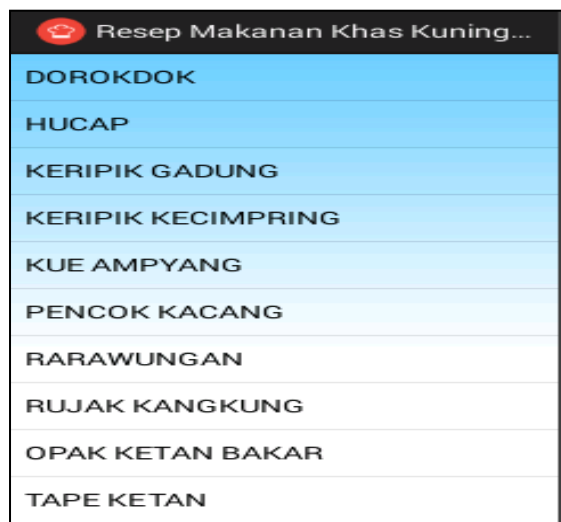 Resep Makanan Khas Kuning...
DOROKDOK
HUCAP
KERIPIK GADUNG
KERIPIK KECIMPRING
KUE AMPYANG
PENCOK KACANG
RARAWUNGAN
RUJAK KANGKUNG
OPAK KETAN BAKAR
TAPE KETAN